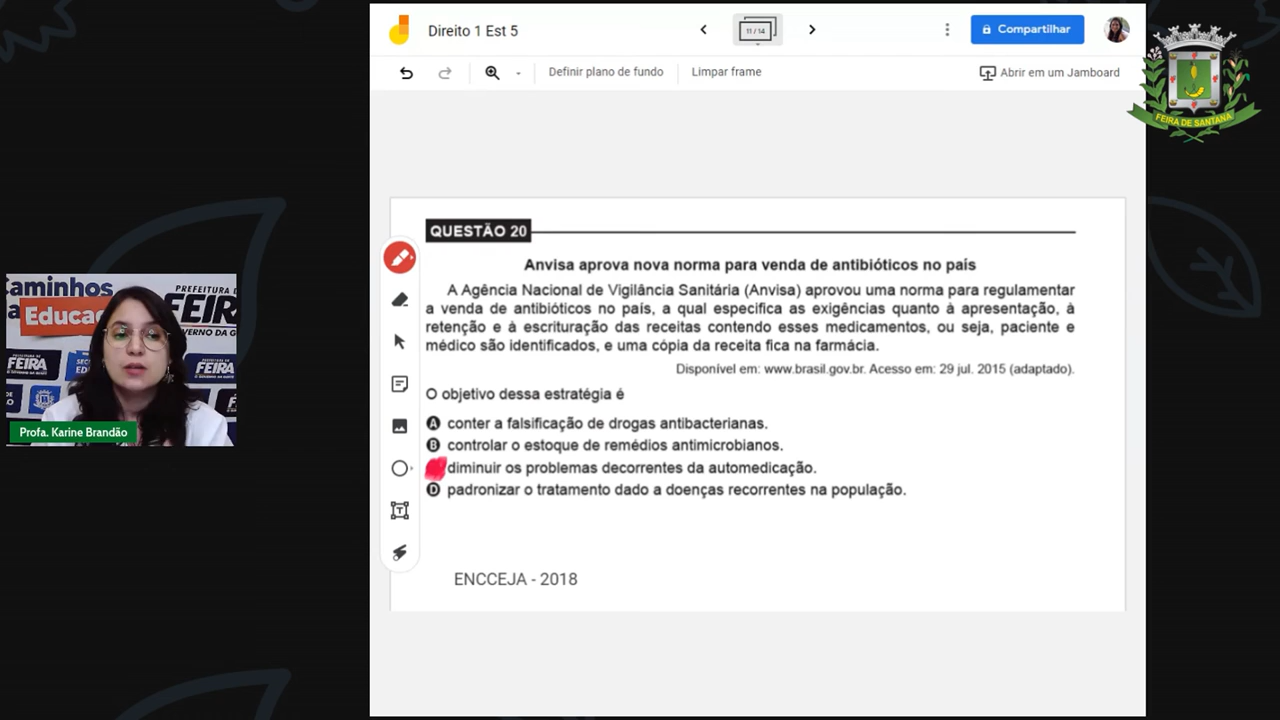 Direito 1 Est 5
11 / 14
Compartilhar
Definir plano de fundo
Limpar frame
Abrir em um Jamboard
FEIRA DE SANTANA
QUESTÃO 20
Anvisa aprova nova norma para venda de antibióticos no país
A Agência Nacional de Vigilância Sanitária (Anvisa) aprovou uma norma para regulamentar
a venda de antibióticos no país, a qual especifica as exigências quanto à apresentação, à
retenção e à escrituração das receitas contendo esses medicamentos, ou seja, paciente e
médico são identificados, e uma cópia da receita fica na farmácia.
Disponível em: www.brasil.gov.br. Acesso em: 29 jul. 2015 (adaptado).
O objetivo dessa estratégia é
A conter a falsificação de drogas antibacterianas.
B controlar o estoque de remédios antimicrobianos.
diminuir os problemas decorrentes da automedicação.
D padronizar o tratamento dado a doenças recorrentes na população.
ENCCEJA - 2018
Caminhos
Educa
PREFEITURA D
FEIR
VERNO DA G
FEIRA
FEIRA
Profa. Karine Brandão